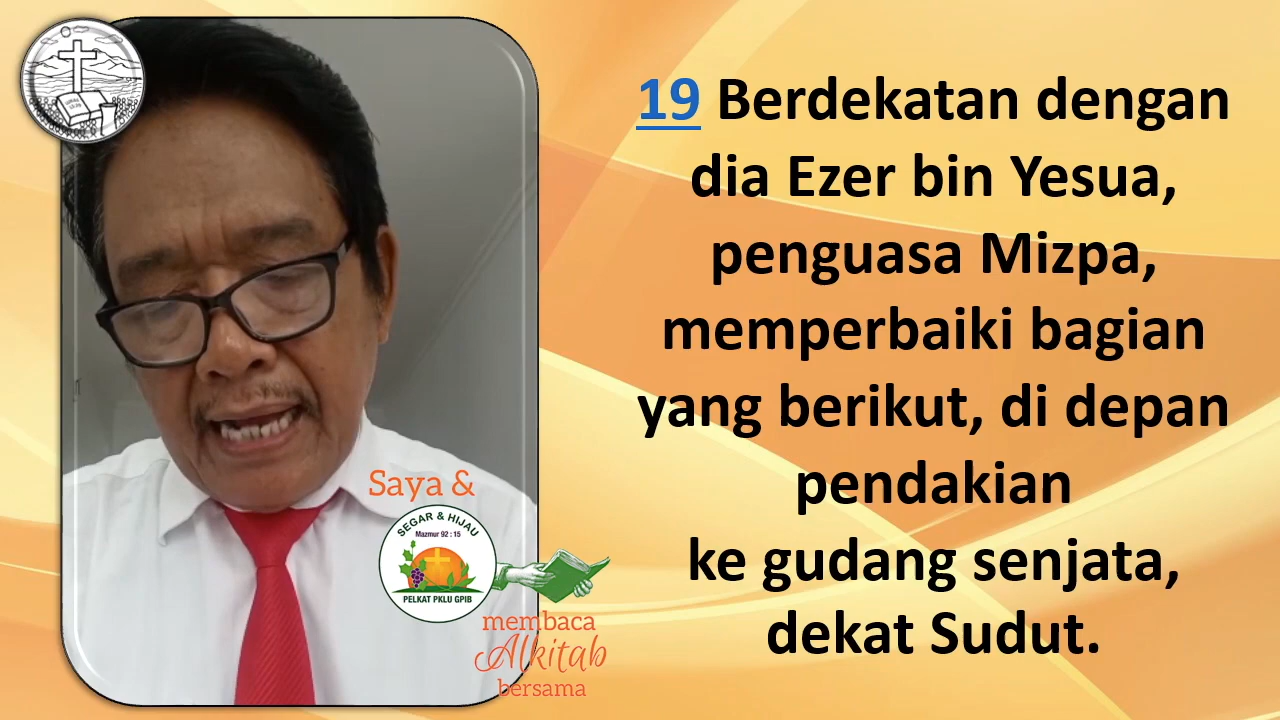 19 Berdekatan dengan
dia Ezer bin Yesua,
penguasa Mizpa,
memperbaiki bagian
yang berikut, di depan
pendakian
ke gudang senjata,
dekat Sudut.
Saya &
SEGAR & HIJAU
Mazmur 92 : 15
PELKAT PKLU GPIB
membaca
Alkitab
bersama